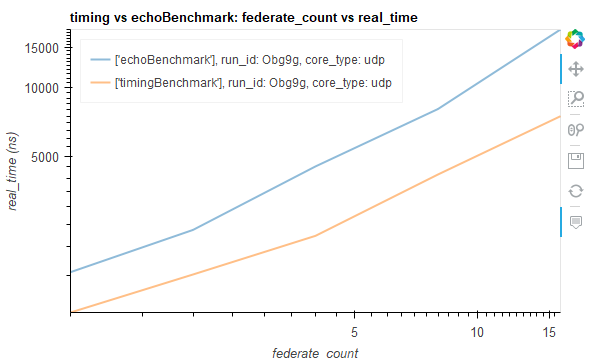 timing vs echoBenchmark: federate_count vs real_time
['echoBenchmark'], run_id: Obg9g, core_type: udp
['timingBenchmark'], run_id: Obg9g, core_type: udp
15000
10000
5000
real_time (ns)
5
10
15
federate_count